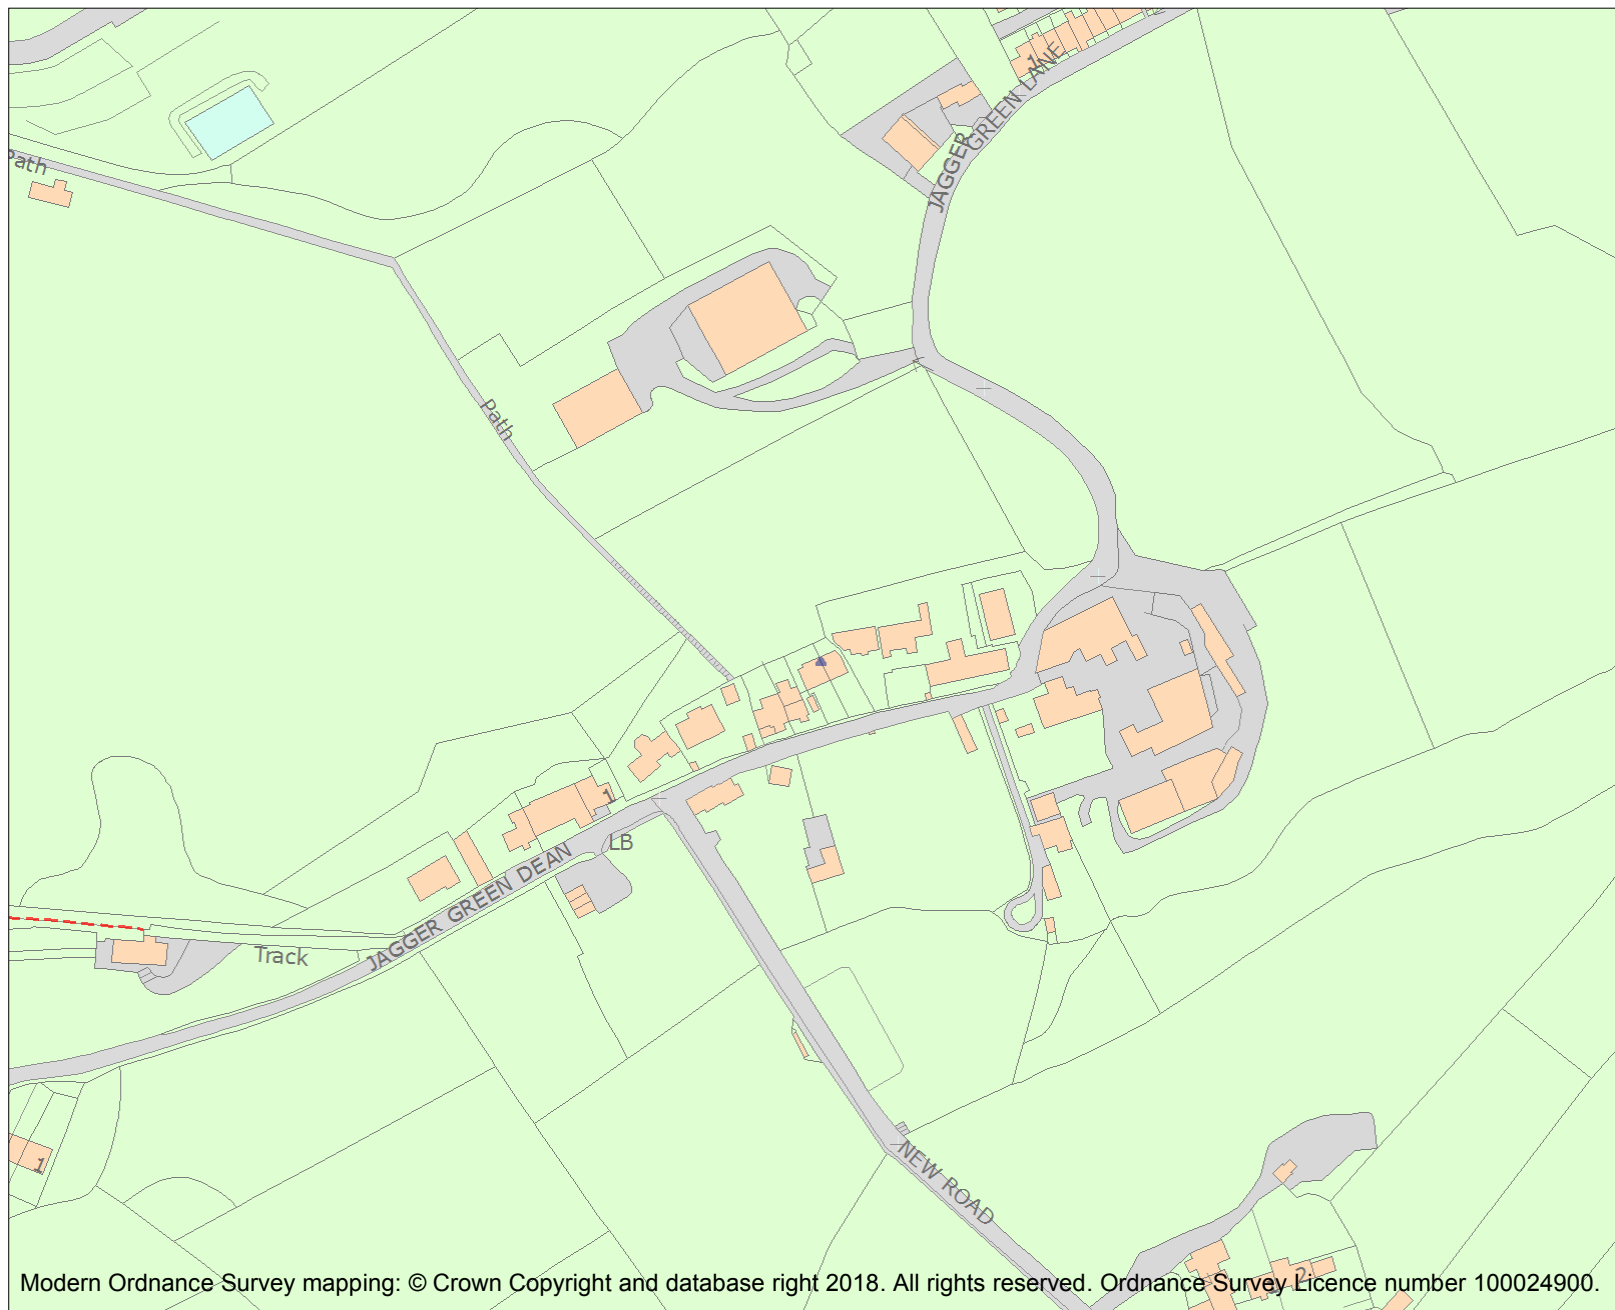 1
JAGGER
GREEN LANE
Path
Path
1
LB
JAGGER GREEN DEAN
Track
1
NEW ROAD
2
Modern Ordnance Survey mapping: © Crown Copyright and database right 2018. All rights reserved. Ordnance Survey Licence number 100024900.